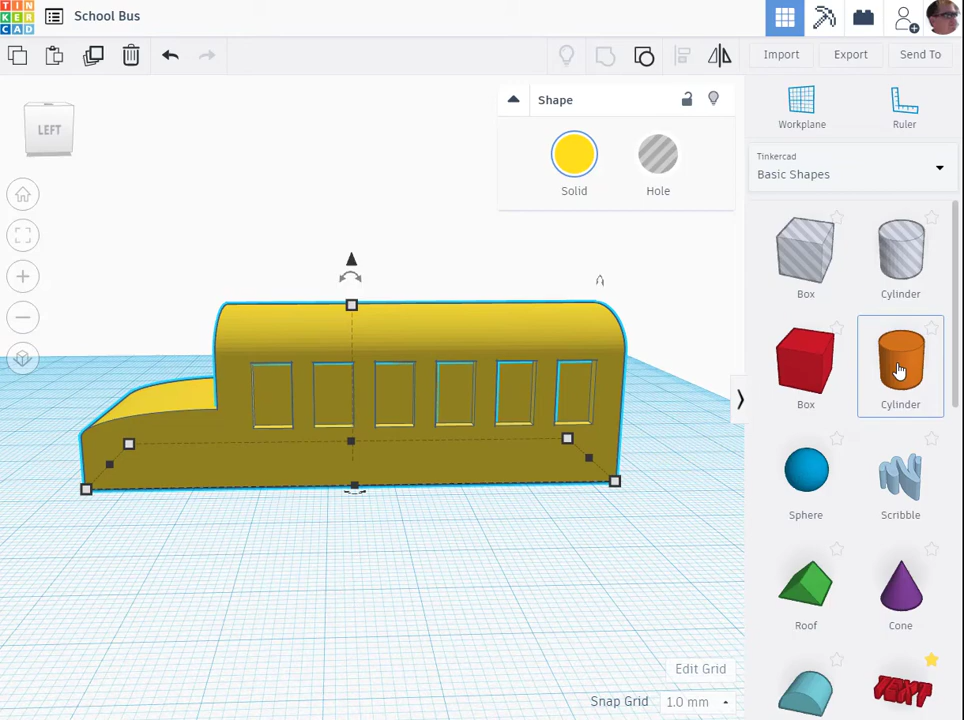 TIN
KER
CAD
School Bus
Import
Export
Send To
LEFT
Shape
Solid
Hole
Workplane
Ruler
Tinkercad
Basic Shapes
Box
Cylinder
Box
Cylinder
Sphere
Scribble
Roof
Cone
TEXT
Edit Grid
Snap Grid
1.0 mm